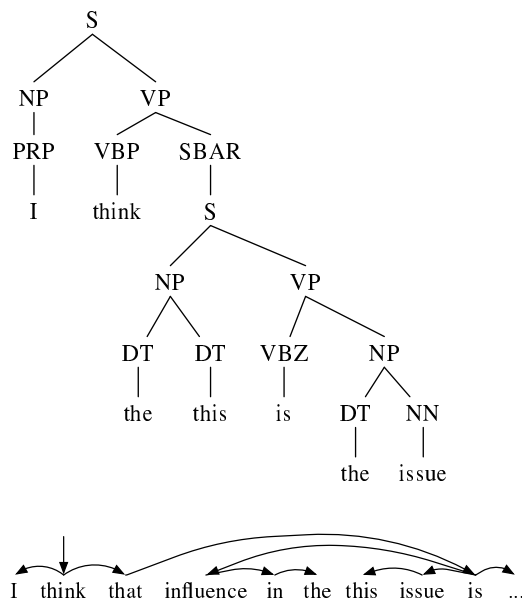 S
NP VP
PRP VBP SBAR
I think S
NP VP
DT DT VBZ NP
the this is DT NN
the issue
I think that influence in the this issue is ...